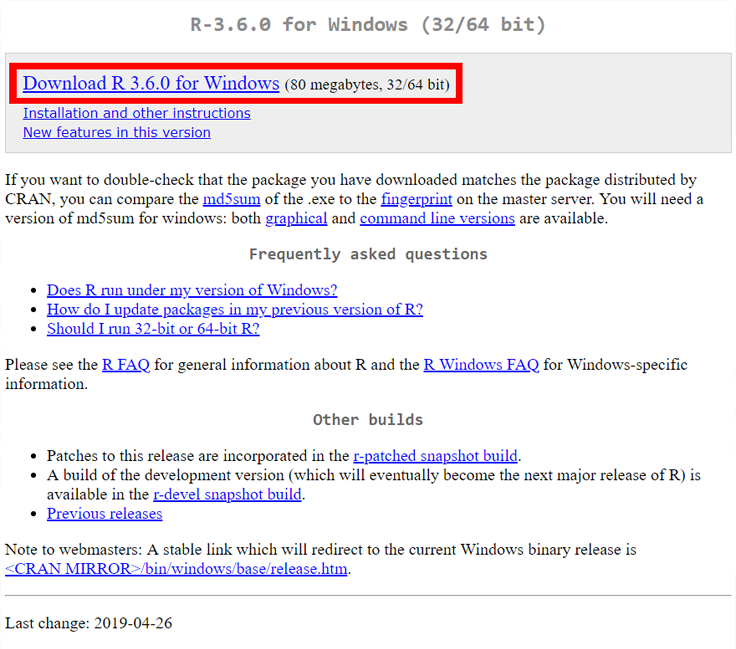 R-3.6.0 for Windows (32/64 bit)
Download R 3.6.0 for Windows (80 megabytes, 32/64 bit)
Installation and other instructions
New features in this version
If you want to double-check that the package you have downloaded matches the package distributed by
CRAN, you can compare the md5sum of the .exe to the fingerprint on the master server. You will need a
version of md5sum for windows: both graphical and command line versions are available.
Frequently asked questions
• Does R run under my version of Windows?
• How do I update packages in my previous version of R?
• Should I run 32-bit or 64-bit R?
Please see the R FAQ for general information about R and the R Windows FAQ for Windows-specific
information.
Other builds
• Patches to this release are incorporated in the r-patched snapshot build.
• A build of the development version (which will eventually become the next major release of R) is
available in the r-devel snapshot build.
• Previous releases
Note to webmasters: A stable link which will redirect to the current Windows binary release is
<CRAN MIRROR>/bin/windows/base/release.htm.
Last change: 2019-04-26